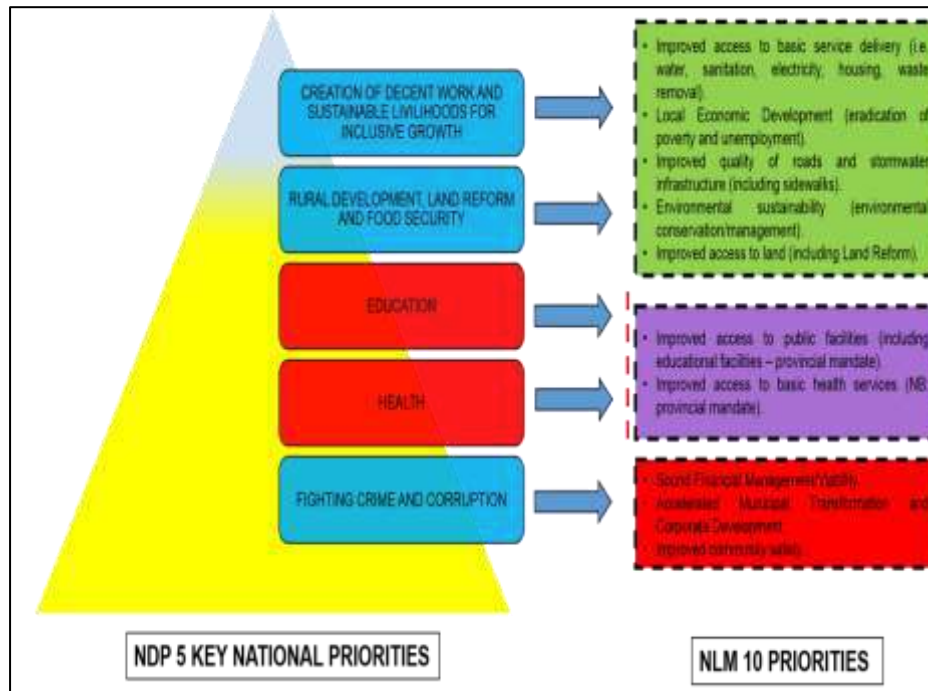 CREATION OF DECENT WORK AND
SUSTAINABLE LIVILIHOODS FOR
INCLUSIVE GROWTH
RURAL DEVELOPMENT, LAND REFORM
AND FOOD SECURITY
EDUCATION
HEALTH
FIGHTING CRIME AND CORRUPTION
NDP 5 KEY NATIONAL PRIORITIES
• Improved access to basic service delivery (i.e.
water, sanitation, electricity, housing, waste
removal).
• Local Economic Development (eradication of
poverty and unemployment).
• Improved quality of roads and stormwater
infrastructure (including sidewalks).
• Environmental sustainability (environmental
conservation/management).
• Improved access to land (including Land Reform).
• Improved access to public facilities (including
educational facilities – provincial mandate).
• Improved access to basic health services (NB:
provincial mandate).
• Sound Financial Management/Viability.
• Accelerated Municipal Transformation and
Corporate Development.
• Improved community safety.
NLM 10 PRIORITIES